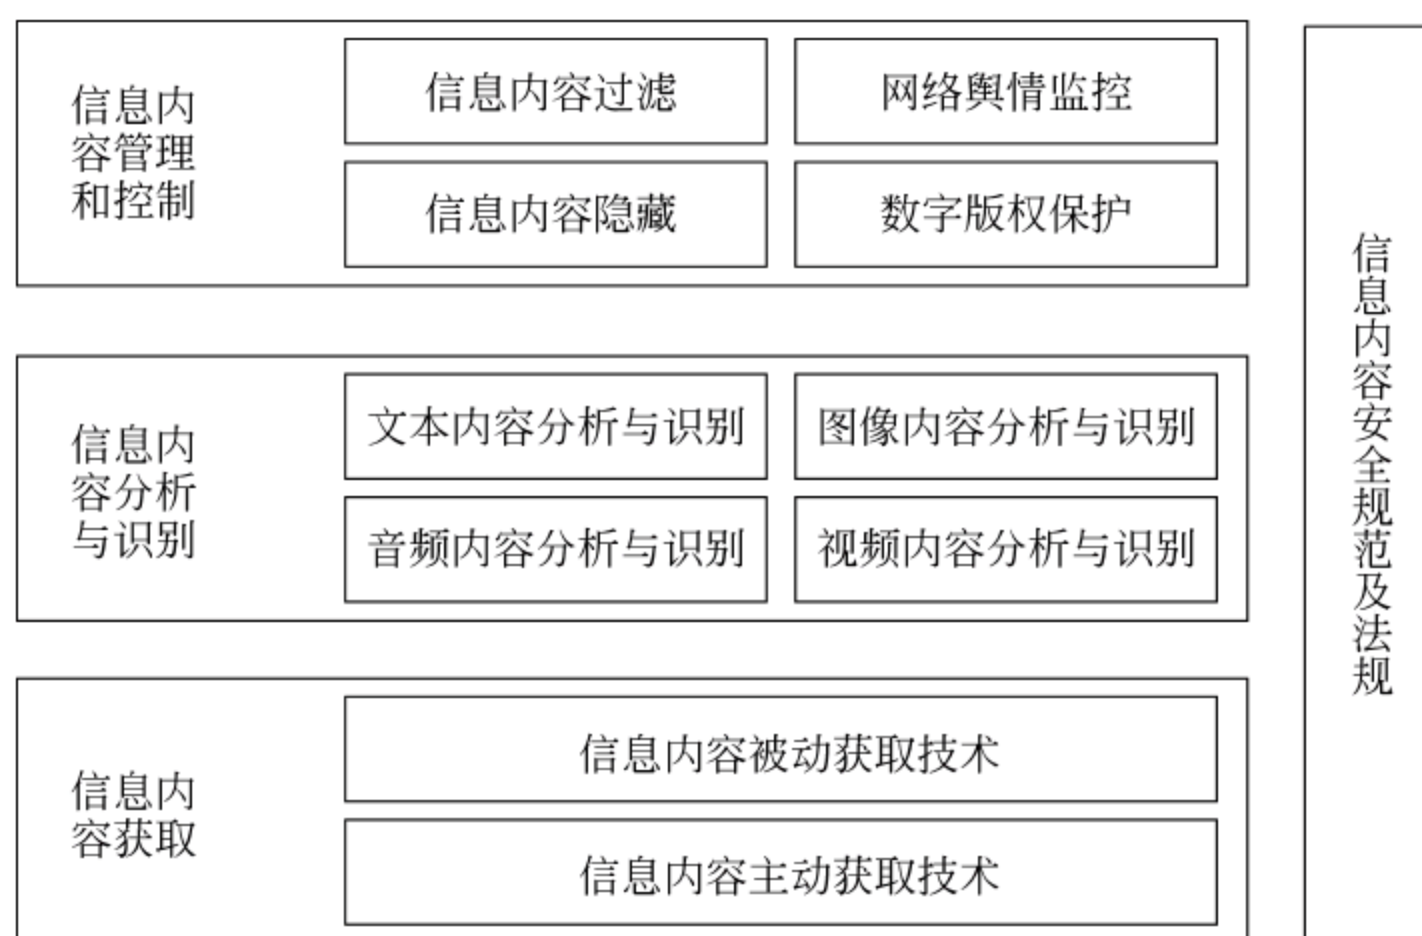 信息内
容管理
和控制
信息内容过滤
网络舆情监控
信息内容隐藏
数字版权保护
信息内
容分析
与识别
文本内容分析与识别
图像内容分析与识别
音频内容分析与识别
视频内容分析与识别
信息内
容获取
信息内容被动获取技术
信息内容主动获取技术
信息内容安全规范及法规